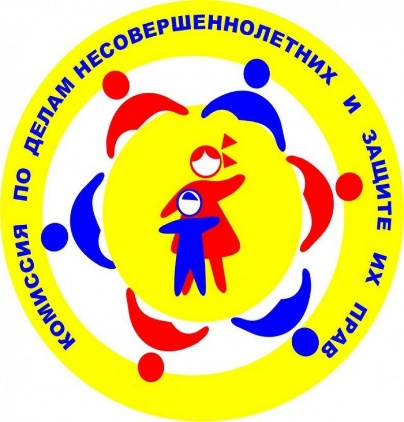 КОМИССИЯ ПО ДЕЛАМ НЕСОВЕРШЕННОЛЕТНИХ И ЗАЩИТЕ ИХ ПРАВ